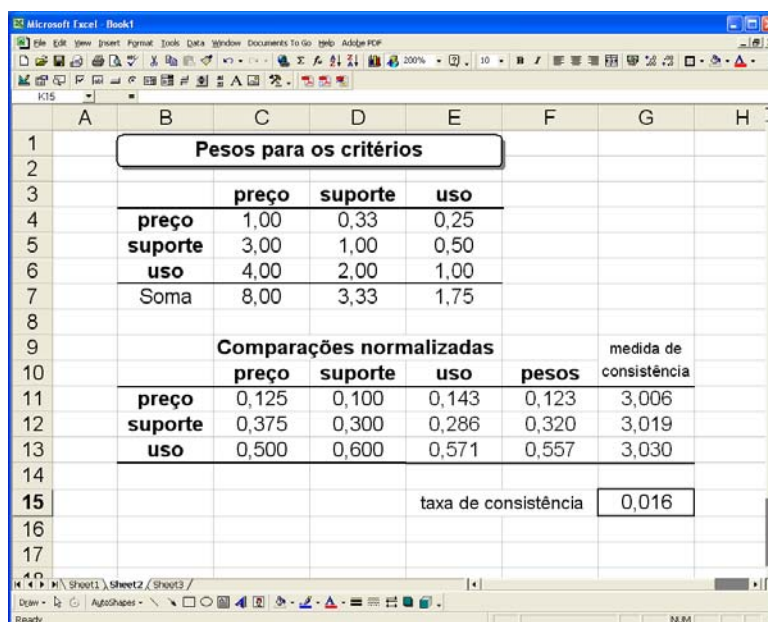 Microsoft Excel - Book1
File Edit View Insert Format Tools Data Window Documents To Go Help Adobe PDF
200% 10 B I
K15 =
A B C D E F G H
1 Pesos para os critérios
2
3 preço suporte uso
4 preço 1,00 0,33 0,25
5 suporte 3,00 1,00 0,50
6 uso 4,00 2,00 1,00
7 Soma 8,00 3,33 1,75
8
9 Comparações normalizadas medida de
10 preço suporte uso pesos consistência
11 preço 0,125 0,100 0,143 0,123 3,006
12 suporte 0,375 0,300 0,286 0,320 3,019
13 uso 0,500 0,600 0,571 0,557 3,030
14
15 taxa de consistência 0,016
16
17
18
Sheet1 Sheet2 Sheet3
Draw AutoShapes
Ready NUM